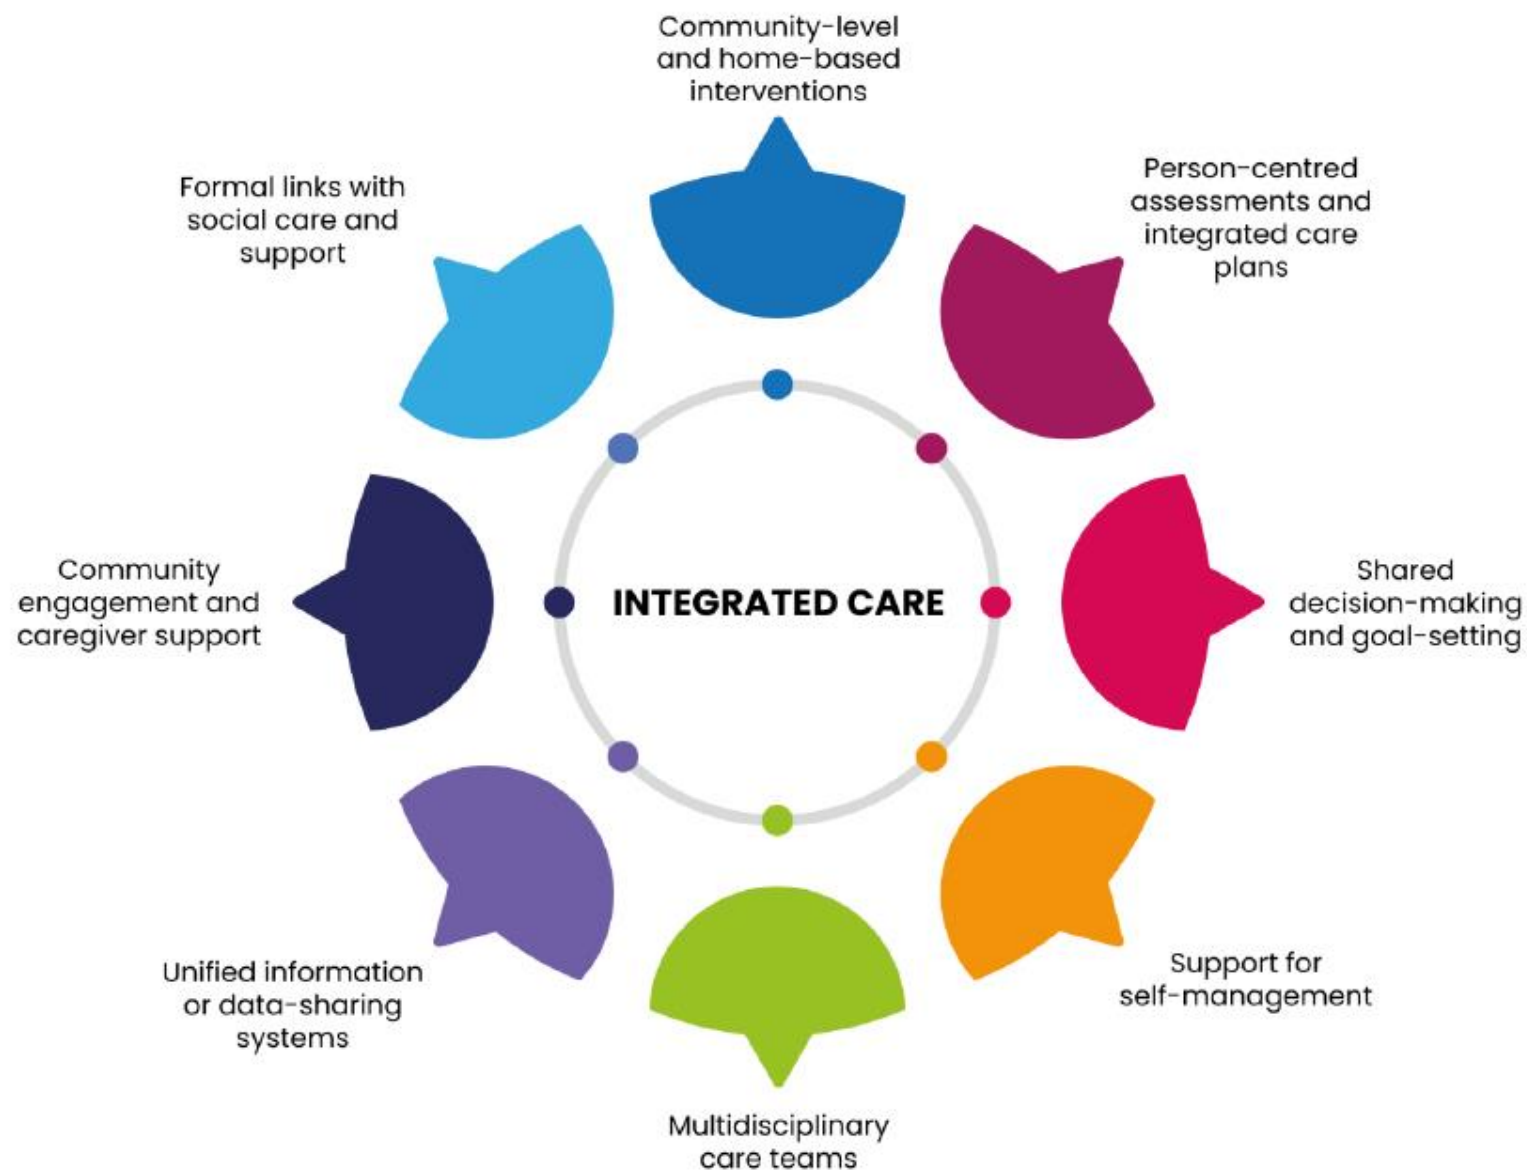 Community-level
and home-based
interventions
Person-centred
assessments and
integrated care
plans
Shared
decision-making
and goal-setting
Support for
self-management
Multidisciplinary
care teams
Unified information
or data-sharing
systems
Community
engagement and
caregiver support
Formal links with
social care and
support
INTEGRATED CARE